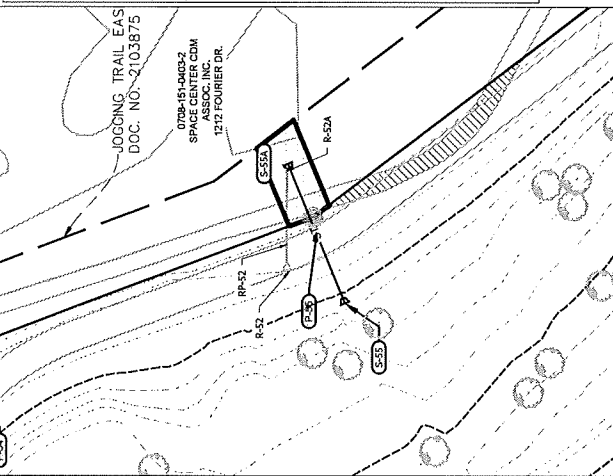 JOGGING TRAIL EAS
DOC. NO. 2103875
0708-151-0403-2
SPACE CENTER CDM
ASSOC. INC.
1212 FOURIER DR.
S-55A
R-52A
RP-52
R-52
S-55